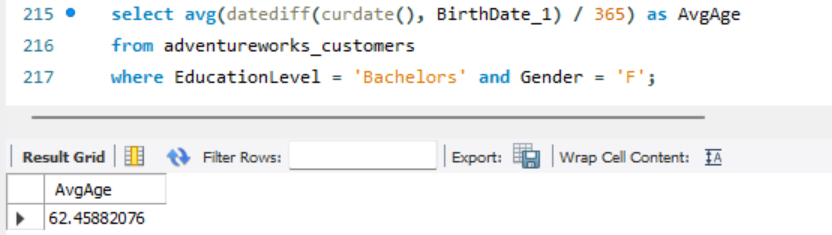 215 select avg(datediff(curdate(), BirthDate_1) / 365) as AvgAge
216 from adventureworks_customers
217 where EducationLevel = 'Bachelors' and Gender = 'F';
Result Grid Filter Rows: Export: Wrap Cell Content: IA
AvgAge
62.45882076